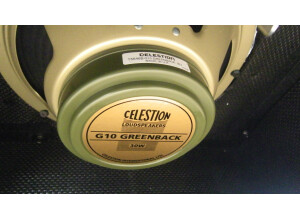 CELESTION
CELESTION
LOUDSPEAKERS
G10 GREENBACK
30W